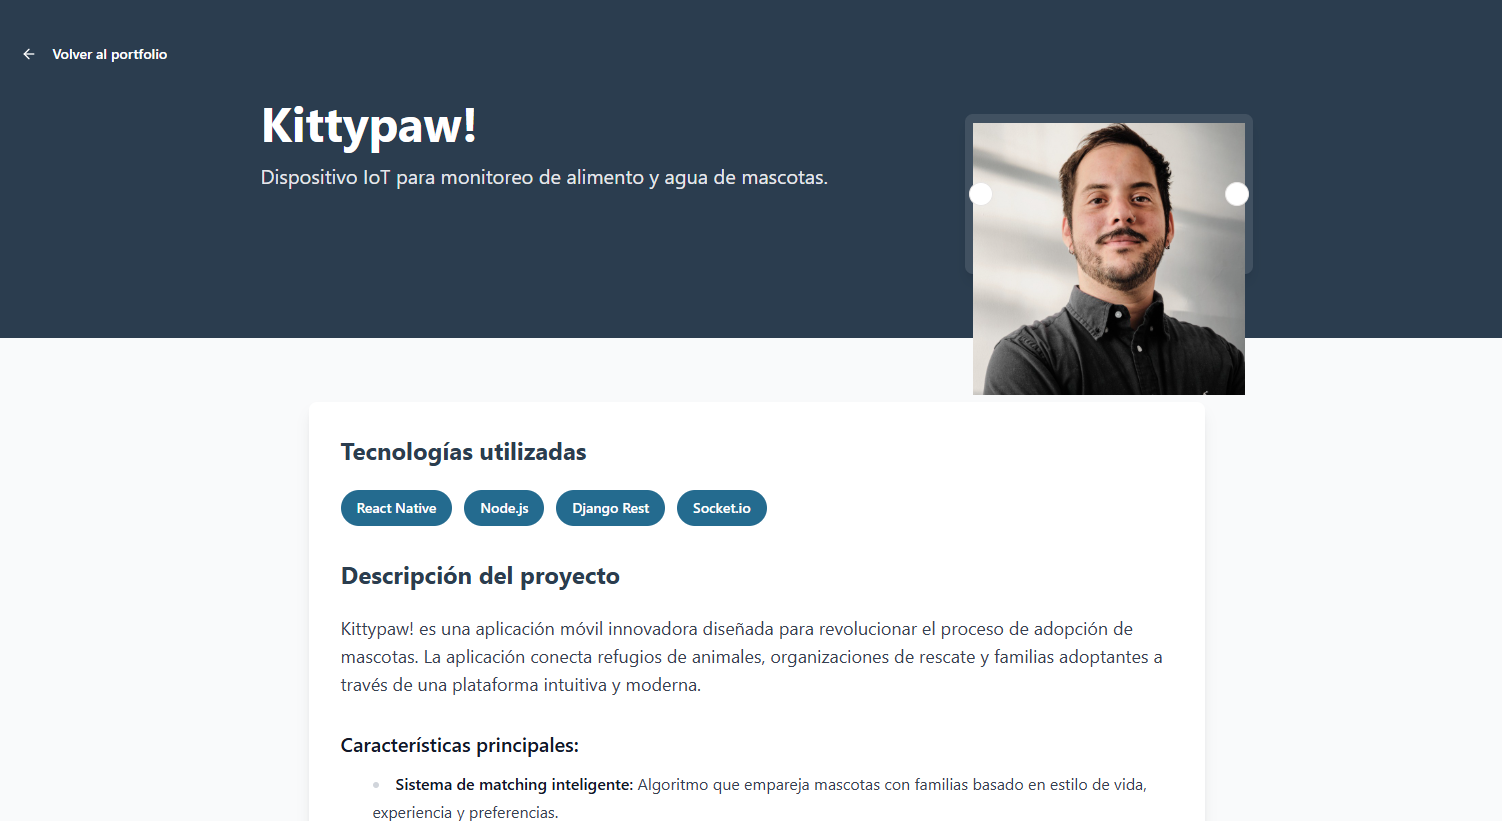 Volver al portfolio
Kittypaw!
Dispositivo IoT para monitoreo de alimento y agua de mascotas.
Tecnologías utilizadas
React Native
Node.js
Django Rest
Socket.io
Descripción del proyecto
Kittypaw! es una aplicación móvil innovadora diseñada para revolucionar el proceso de adopción de
mascotas. La aplicación conecta refugios de animales, organizaciones de rescate y familias adoptantes a
través de una plataforma intuitiva y moderna.
Características principales:
Sistema de matching inteligente: Algoritmo que empareja mascotas con familias basado en estilo de vida,
experiencia y preferencias.